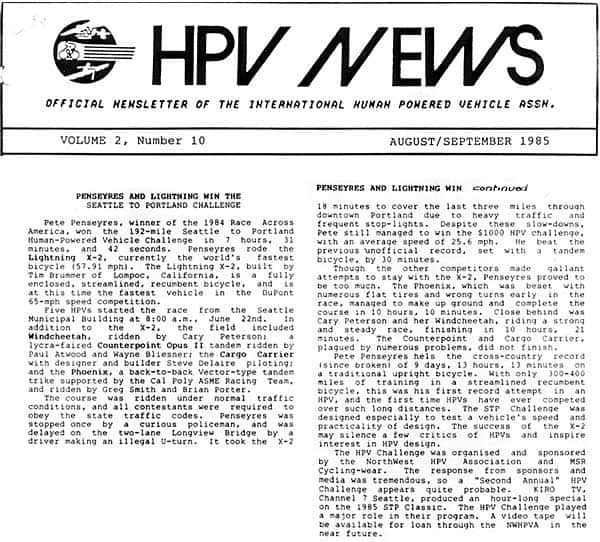 HPV NEWS
OFFICIAL NEWSLETTER OF THE INTERNATIONAL HUMAN POWERED VEHICLE ASSN.
VOLUME 2, Number 10
AUGUST/SEPTEMBER 1985
PENSEYRES AND LIGHTNING WIN THE
SEATTLE TO PORTLAND CHALLENGE
Pete Penseyres, winner of the 1984 Race Across
America, won the 192-mile Seattle to Portland
Human-Powered Vehicle Challenge in 7 hours, 31
minutes, and 42 seconds. Penseyres rode the
Lightning X-2, currently the world's fastest
bicycle (57.91 mph). The Lightning X-2, built by
Tim Brummer of Lompoc, California, is a fully
enclosed, streamlined, recumbent bicycle, and is
at this time the fastest vehicle in the DuPont
65-mph speed competition.
Five HPVs started the race from the Seattle
Municipal Building at 8:00 a.m., June 22nd. In
addition to the X-2, the field included
Windcheetah, ridden by Cary Peterson; a
lycra-faired Counterpoint Opus II tandem ridden by
Paul Atwood and Wayne Bliesner; the Cargo Carrier
with designer and builder Steve Delaire piloting;
and the Phoenix, a back-to-back Vector-type tandem
trike supported by the Cal Poly ASME Racing Team,
and ridden by Greg Smith and Brian Porter.
The course was ridden under normal traffic
conditions, and all contestants were required to
obey the state traffic codes. Penseyres was
stopped once by a curious policeman, and was
delayed on the two-lane Longview Bridge by a
driver making an illegal U-turn. It took the X-2
PENSEYRES AND LIGHTNING WIN continued
18 minutes to cover the last three miles through
downtown Portland due to heavy traffic and
frequent stop-lights. Despite these slow-downs,
Pete still managed to win the $1000 HPV challenge,
with an average speed of 25.6 mph. He beat the
previous unofficial record, set with a tandem
bicycle, by 30 minutes.
Though the other competitors made gallant
attempts to stay with the X-2, Penseyres proved to
be too much. The Phoenix, which was beset with
numerous flat tires and wrong turns early in the
race, managed to make up ground and complete the
course in 10 hours, 10 minutes. Close behind was
Cary Peterson and her Windcheetah, riding a strong
and steady race, finishing in 10 hours, 21
minutes. The Counterpoint and Cargo Carrier,
plagued by numerous problems, did not finish.
Pete Penseyres hels the cross-country record
(since broken) of 9 days, 13 hours, 13 minutes on
a traditional upright bicycle. With only 300-400
miles of training in a streamlined recumbent
bicycle, this was his first record attempt in an
HPV, and the first time HPVs have ever competed
over such long distances. The STP Challenge was
designed especially to test a vehicle's speed and
practicality of design. The success of the X-2
may silence a few critics of HPVs and inspire
interest in HPV design.
The HPV Challenge was organised and sponsored
by the NorthWest HPV Association and MSR
Cycling-wear. The response from sponsors and
media was tremendous, so a "Second Annual" HPV
Challenge appears quite probable. KIRO TV,
Channel 7 Seattle, produced an hour-long special
on the 1985 STP Classic. The HPV Challenge played
a major role in their program. A video tape will
be available for loan through the NWHPVA in the
near future.